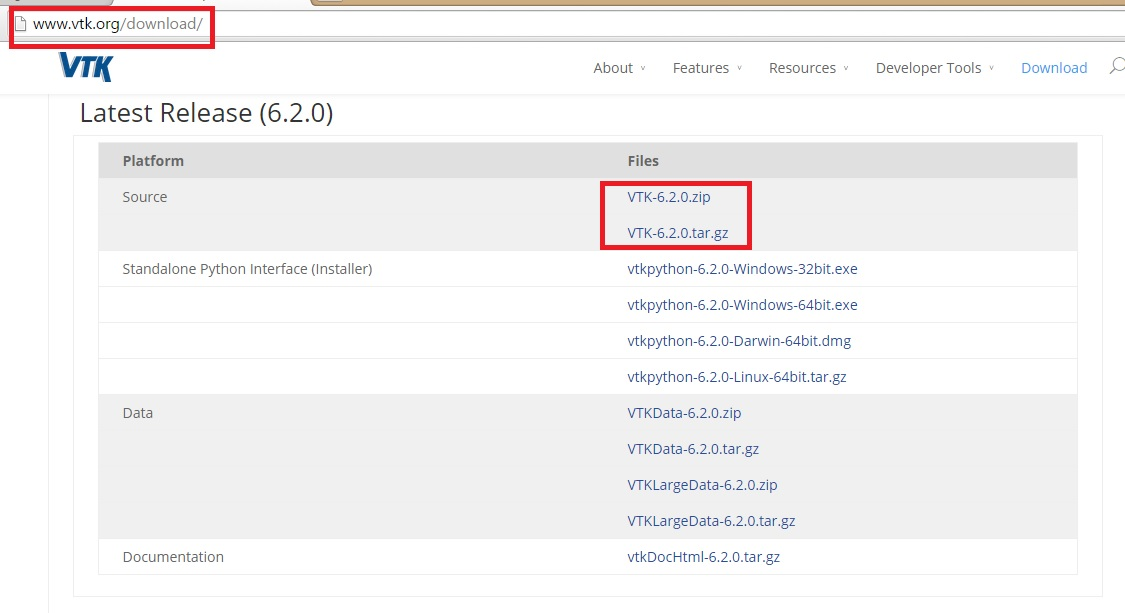 www.vtk.org/download/
VTK About Features Resources Developer Tools Download
Latest Release (6.2.0)
Platform Files
Source VTK-6.2.0.zip
VTK-6.2.0.tar.gz
Standalone Python Interface (Installer) vtkpython-6.2.0-Windows-32bit.exe
vtkpython-6.2.0-Windows-64bit.exe
vtkpython-6.2.0-Darwin-64bit.dmg
vtkpython-6.2.0-Linux-64bit.tar.gz
Data VTKData-6.2.0.zip
VTKData-6.2.0.tar.gz
VTKLargeData-6.2.0.zip
VTKLargeData-6.2.0.tar.gz
Documentation vtkDocHtml-6.2.0.tar.gz